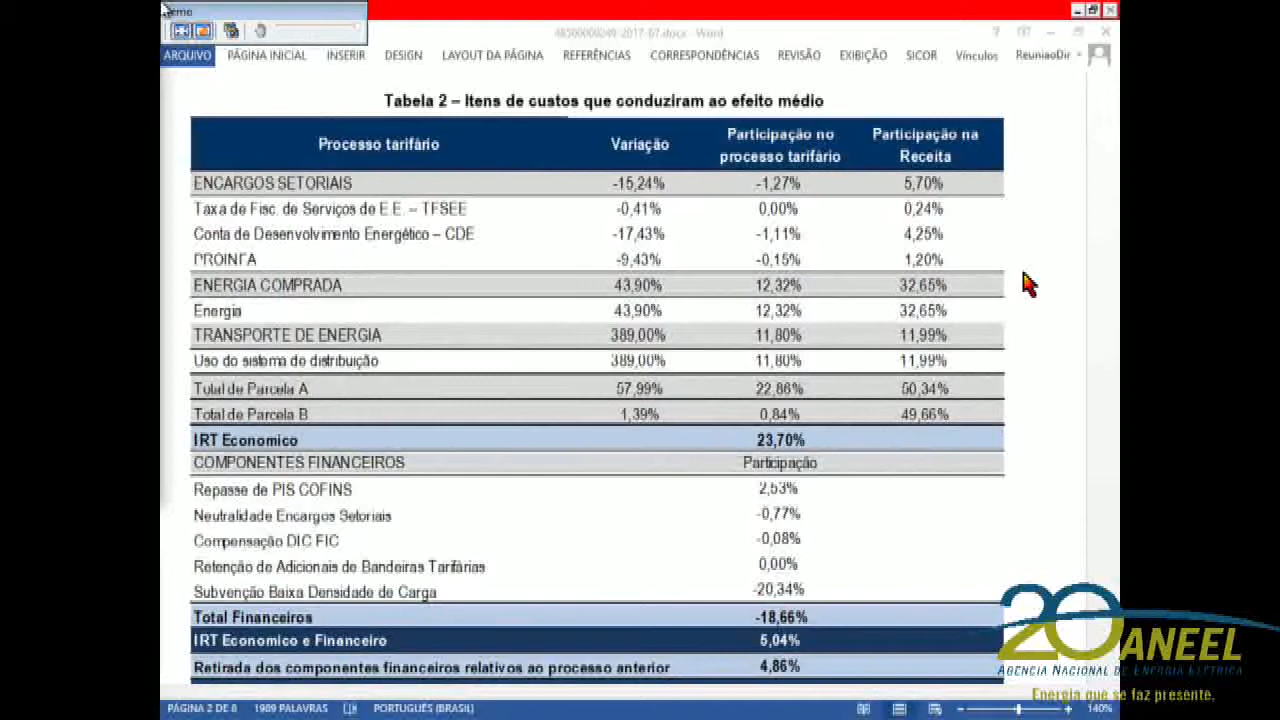 48500000249-2017-67.docx - Word
ARQUIVO PÁGINA INICIAL INSERIR DESIGN LAYOUT DA PÁGINA REFERÊNCIAS CORRESPONDÊNCIAS REVISÃO EXIBIÇÃO SICOR Vínculos ReuniaoDir
Tabela 2 – Itens de custos que conduziram ao efeito médio
Processo tarifário Variação Participação no processo tarifário Participação na Receita
ENCARGOS SETORIAIS -15,24% -1,27% 5,70%
Taxa de Fisc. de Serviços de E.E. – TFSEE -0,41% 0,00% 0,24%
Conta de Desenvolvimento Energético – CDE -17,43% -1,11% 4,25%
PROINFA -9,43% -0,15% 1,20%
ENERGIA COMPRADA 43,90% 12,32% 32,65%
Energia 43,90% 12,32% 32,65%
TRANSPORTE DE ENERGIA 389,00% 11,80% 11,99%
Uso do sistema de distribuição 389,00% 11,80% 11,99%
Total de Parcela A 57,99% 22,86% 50,34%
Total de Parcela B 1,39% 0,84% 49,66%
IRT Economico 23,70%
COMPONENTES FINANCEIROS Participação
Repasse de PIS COFINS 2,53%
Neutralidade Encargos Setoriais -0,77%
Compensação DIC FIC -0,08%
Retenção de Adicionais de Bandeiras Tarifárias 0,00%
Subvenção Baixa Densidade de Carga -20,34%
Total Financeiros -18,66%
IRT Economico e Financeiro 5,04%
Retirada dos componentes financeiros relativos ao processo anterior 4,86%
20 ANEEL
AGÊNCIA NACIONAL DE ENERGIA ELÉTRICA
Energia que se faz presente.
PÁGINA 2 DE 8 1909 PALAVRAS PORTUGUÊS (BRASIL) 140%